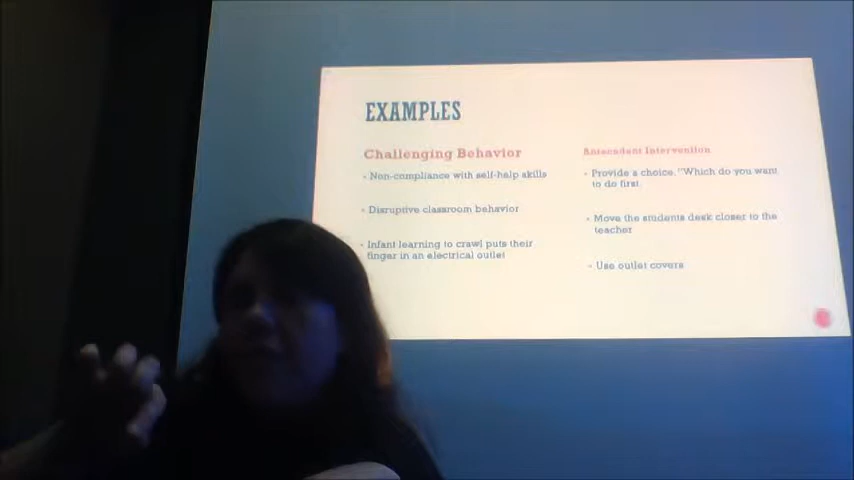 EXAMPLES
Challenging Behavior
• Non-compliance with self-help skills
• Disruptive classroom behavior
• Infant learning to crawl puts their
finger in an electrical outlet
Antecedent Intervention
• Provide a choice, "Which do you want
to do first.
• Move the students desk closer to the
teacher
• Use outlet covers